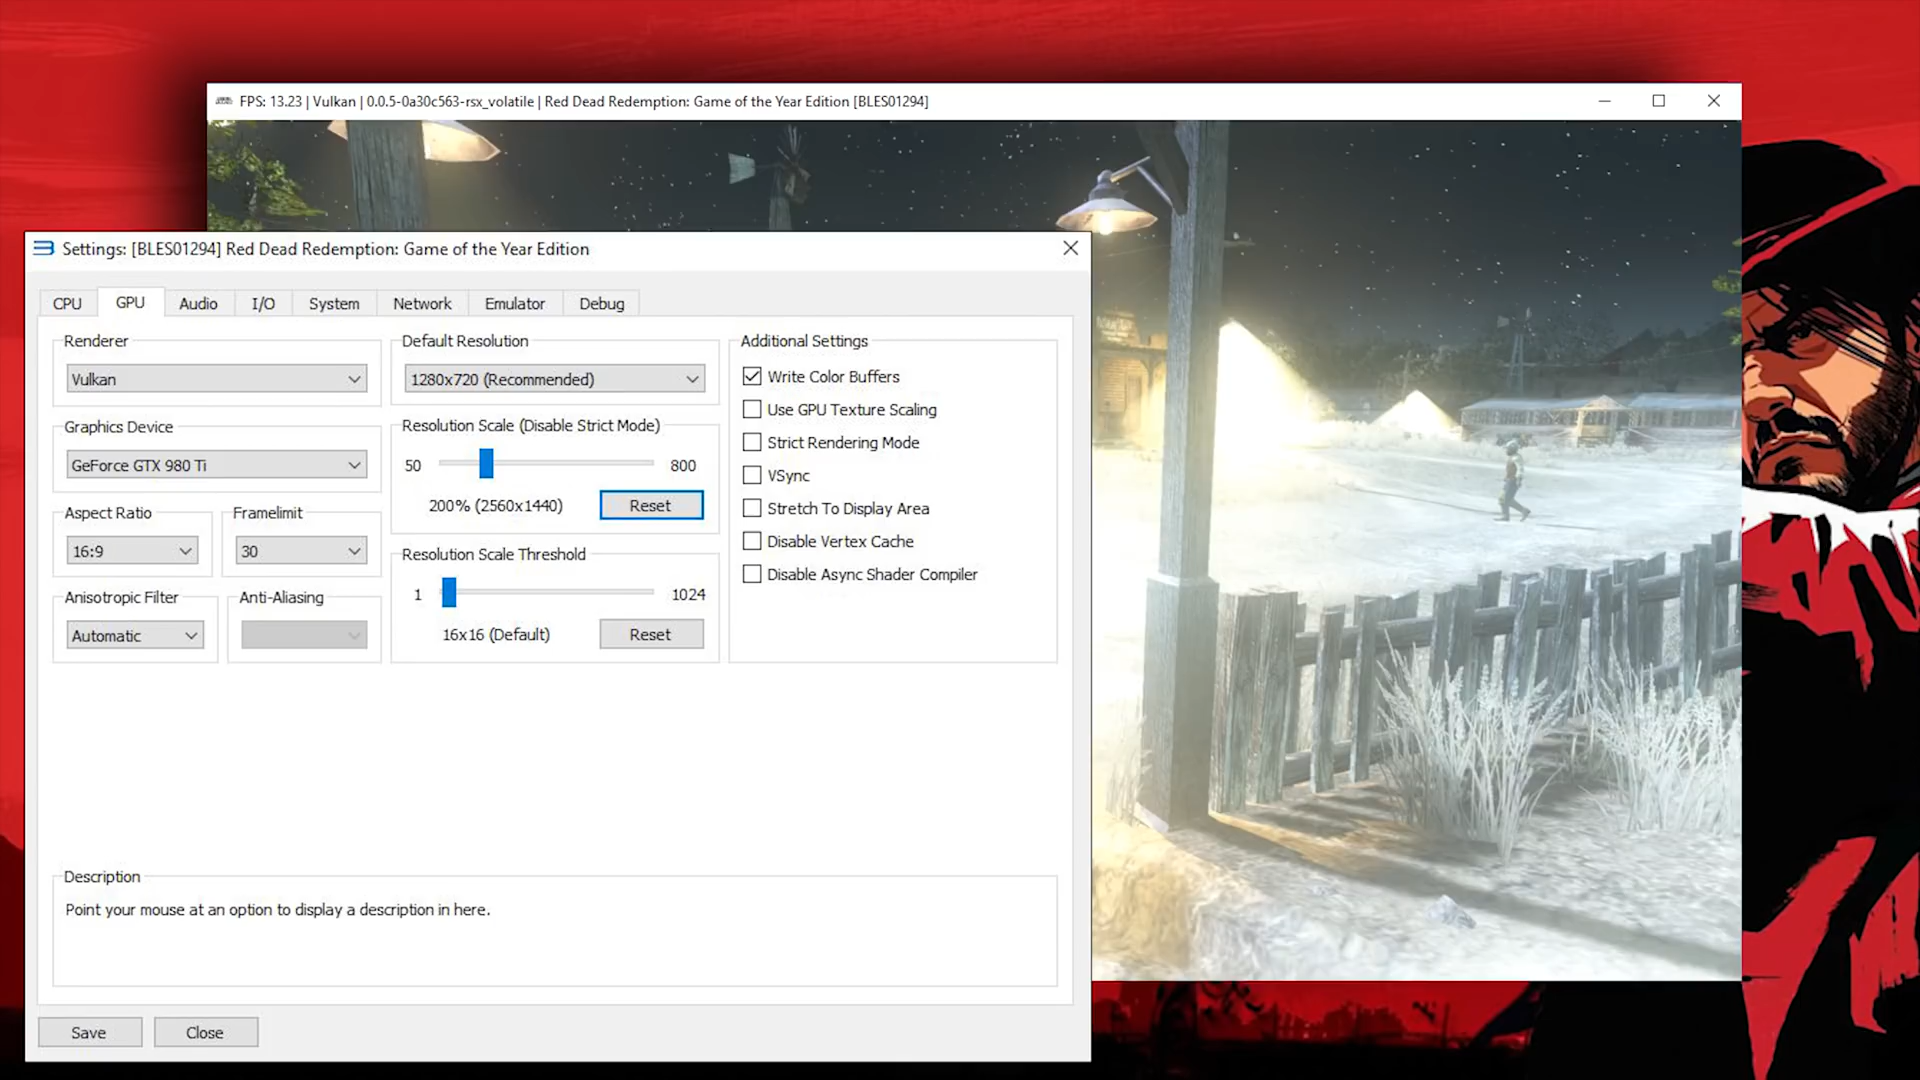 FPS: 13.23 | Vulkan | 0.0.5-0a30c563-rsx_volatile | Red Dead Redemption: Game of the Year Edition [BLES01294]
Settings: [BLES01294] Red Dead Redemption: Game of the Year Edition
CPU GPU Audio I/O System Network Emulator Debug
Renderer
Vulkan
Graphics Device
GeForce GTX 980 Ti
Aspect Ratio
16:9
Framelimit
30
Anisotropic Filter
Automatic
Anti-Aliasing
Default Resolution
1280x720 (Recommended)
Resolution Scale (Disable Strict Mode)
50 800
200% (2560x1440) Reset
Resolution Scale Threshold
1 1024
16x16 (Default) Reset
Additional Settings
Write Color Buffers
Use GPU Texture Scaling
Strict Rendering Mode
VSync
Stretch To Display Area
Disable Vertex Cache
Disable Async Shader Compiler
Description
Point your mouse at an option to display a description in here.
Save Close